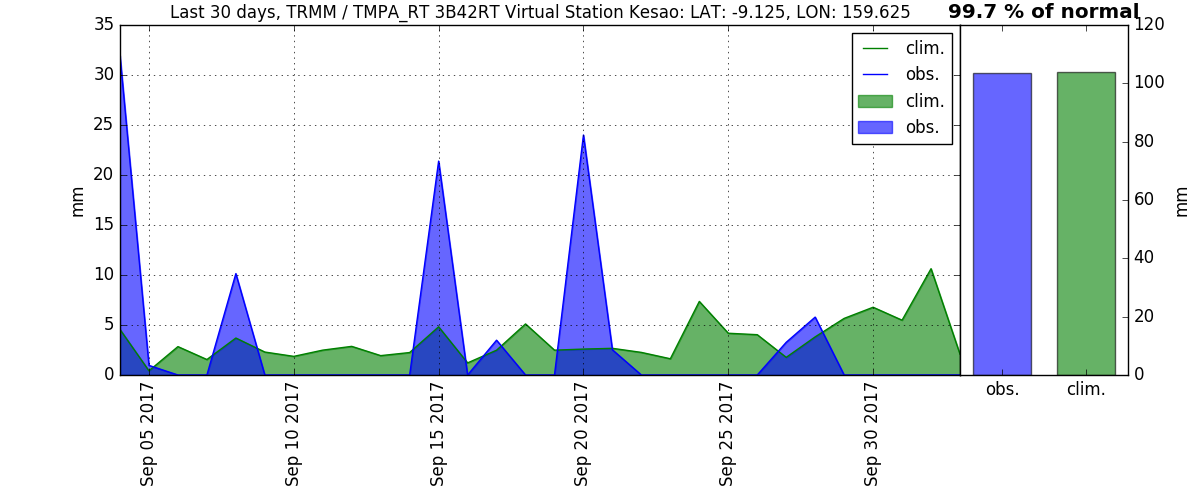 Last 30 days, TRMM / TMPA_RT 3B42RT Virtual Station Kesao: LAT: -9.125, LON: 159.625
99.7 % of normal
35
30
25
20
15
10
5
0
mm
clim.
obs.
clim.
obs.
Sep 05 2017
Sep 10 2017
Sep 15 2017
Sep 20 2017
Sep 25 2017
Sep 30 2017
120
100
80
60
40
20
0
mm
obs.
clim.